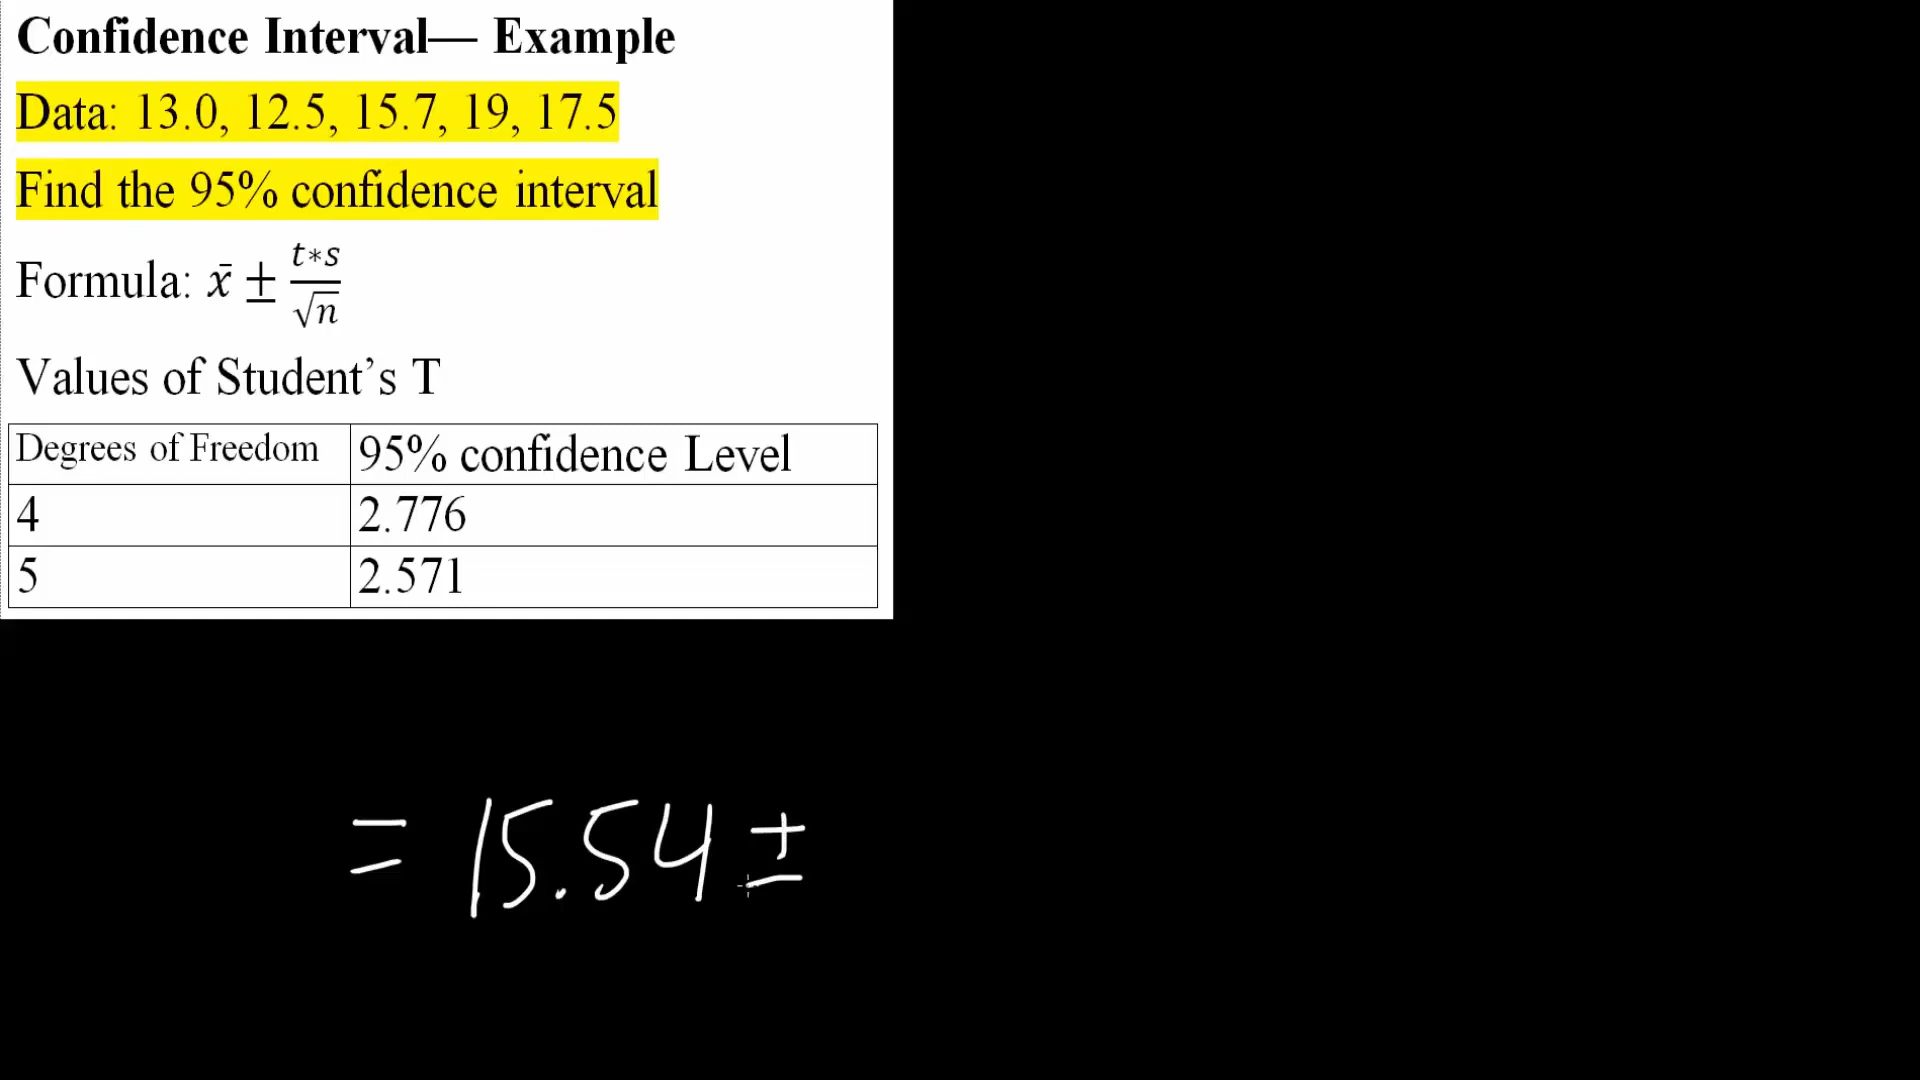 Confidence Interval— Example
Data: 13.0, 12.5, 15.7, 19, 17.5
Find the 95% confidence interval
Formula: x̄ ± t∗s/√n
Values of Student’s T
Degrees of Freedom 95% confidence Level
4 2.776
5 2.571
= 15.54 ±